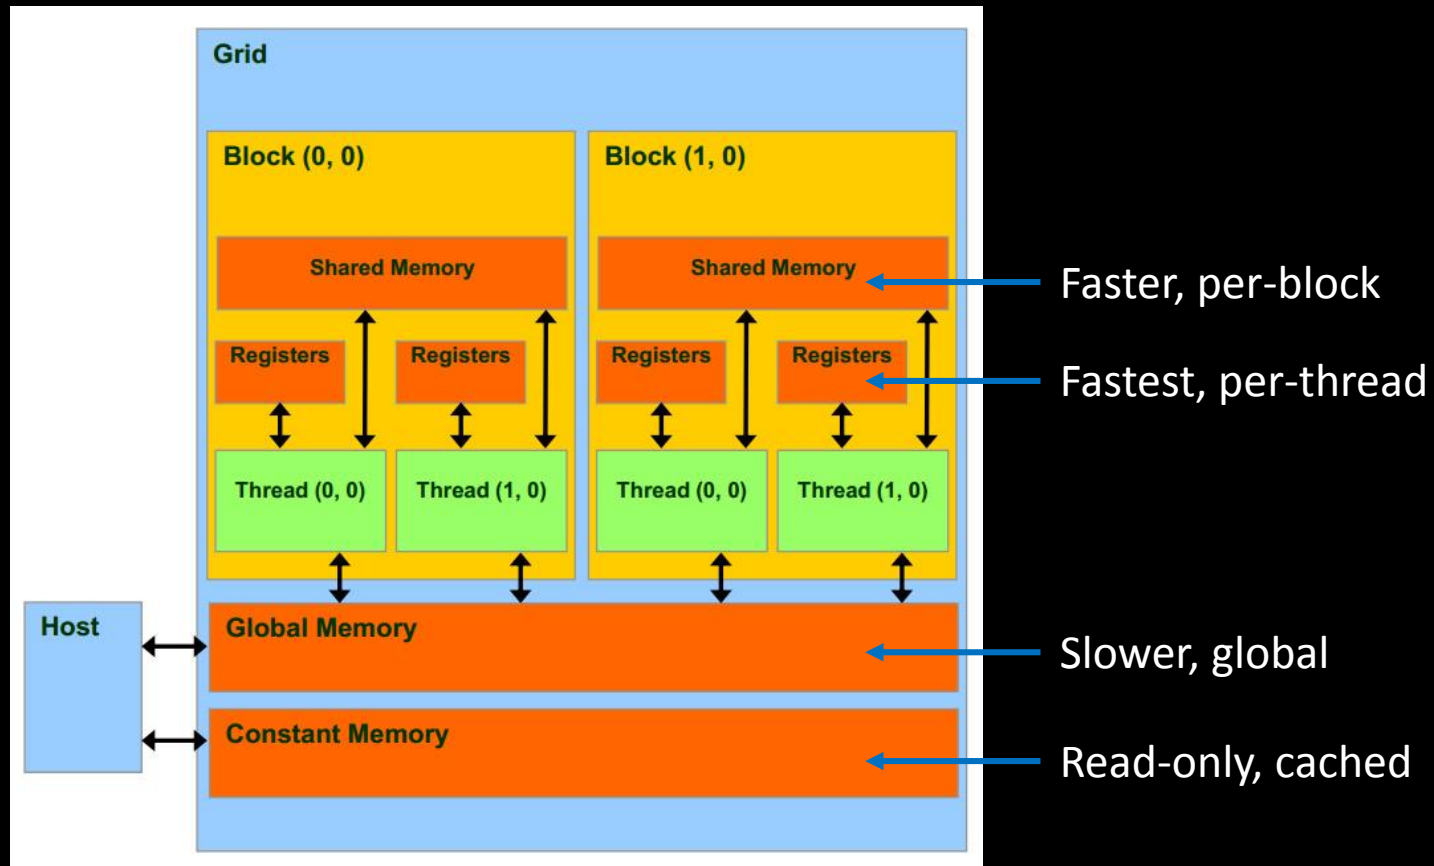 Grid
Block (0, 0)
Block (1, 0)
Shared Memory
Shared Memory
Faster, per-block
Registers
Registers
Registers
Registers
Fastest, per-thread
Thread (0, 0)
Thread (1, 0)
Thread (0, 0)
Thread (1, 0)
Host
Global Memory
Slower, global
Constant Memory
Read-only, cached